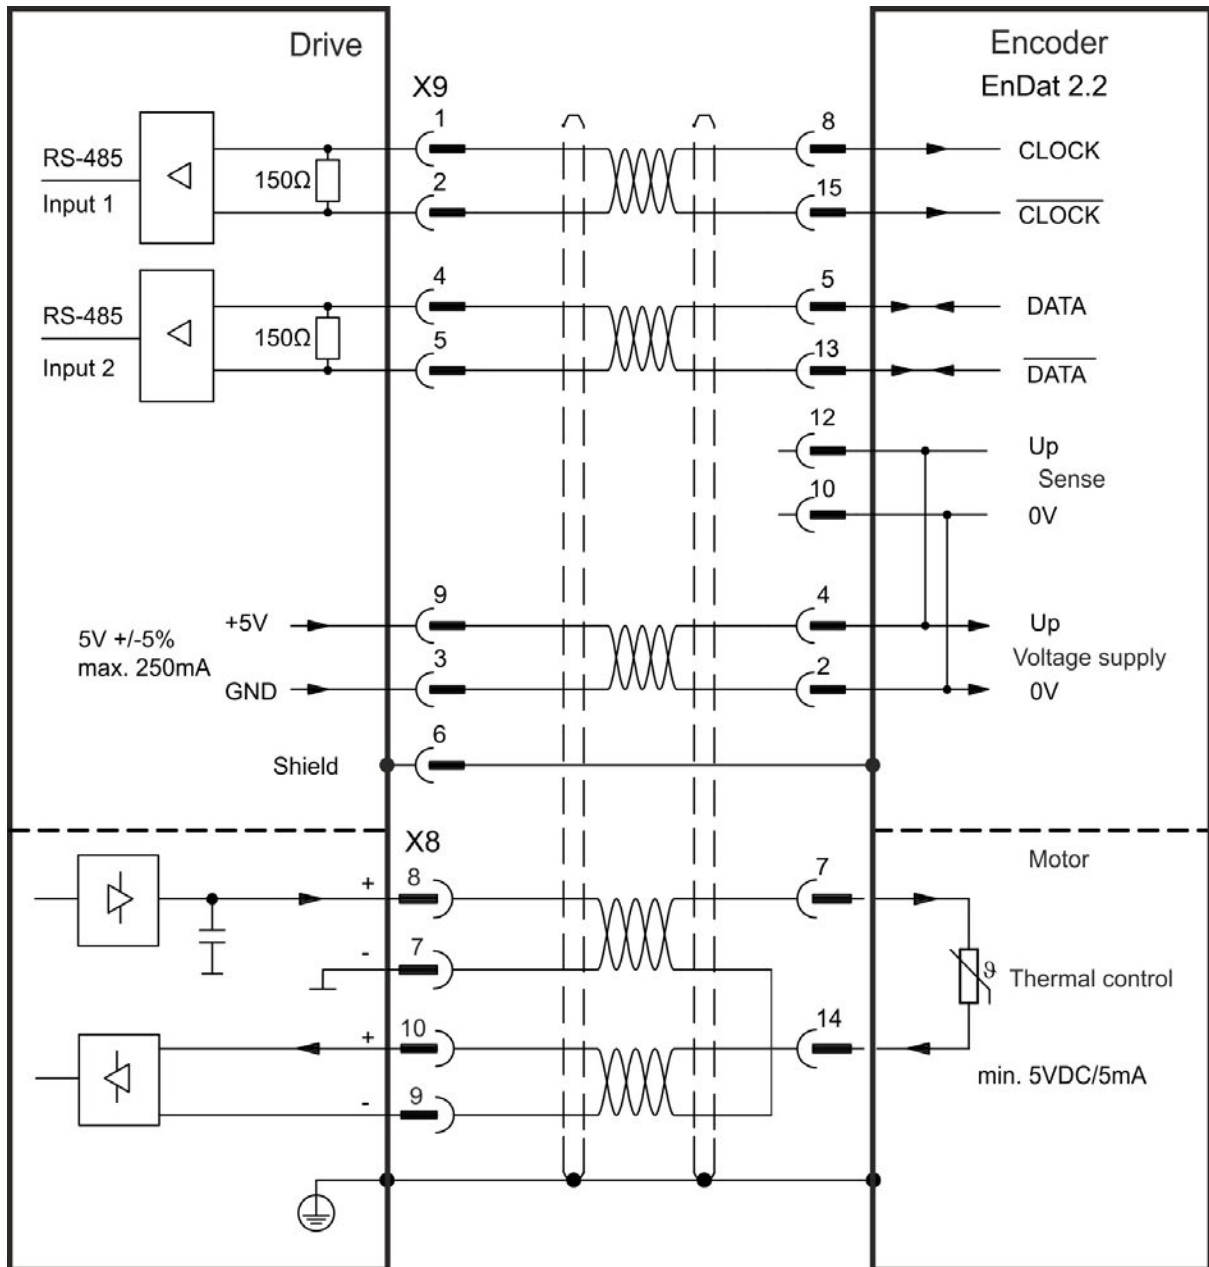 Drive
Encoder
EnDat 2.2
X9
RS-485
Input 1
150Ω
1
2
8
15
CLOCK
CLOCK
RS-485
Input 2
150Ω
4
5
5
13
DATA
DATA
12
Up
Sense
10
0V
5V +/-5%
max. 250mA
+5V
GND
9
3
4
2
Up
Voltage supply
0V
Shield
6
X8
Motor
+
8
7
-
7
ϑ
Thermal control
+
10
14
-
9
min. 5VDC/5mA